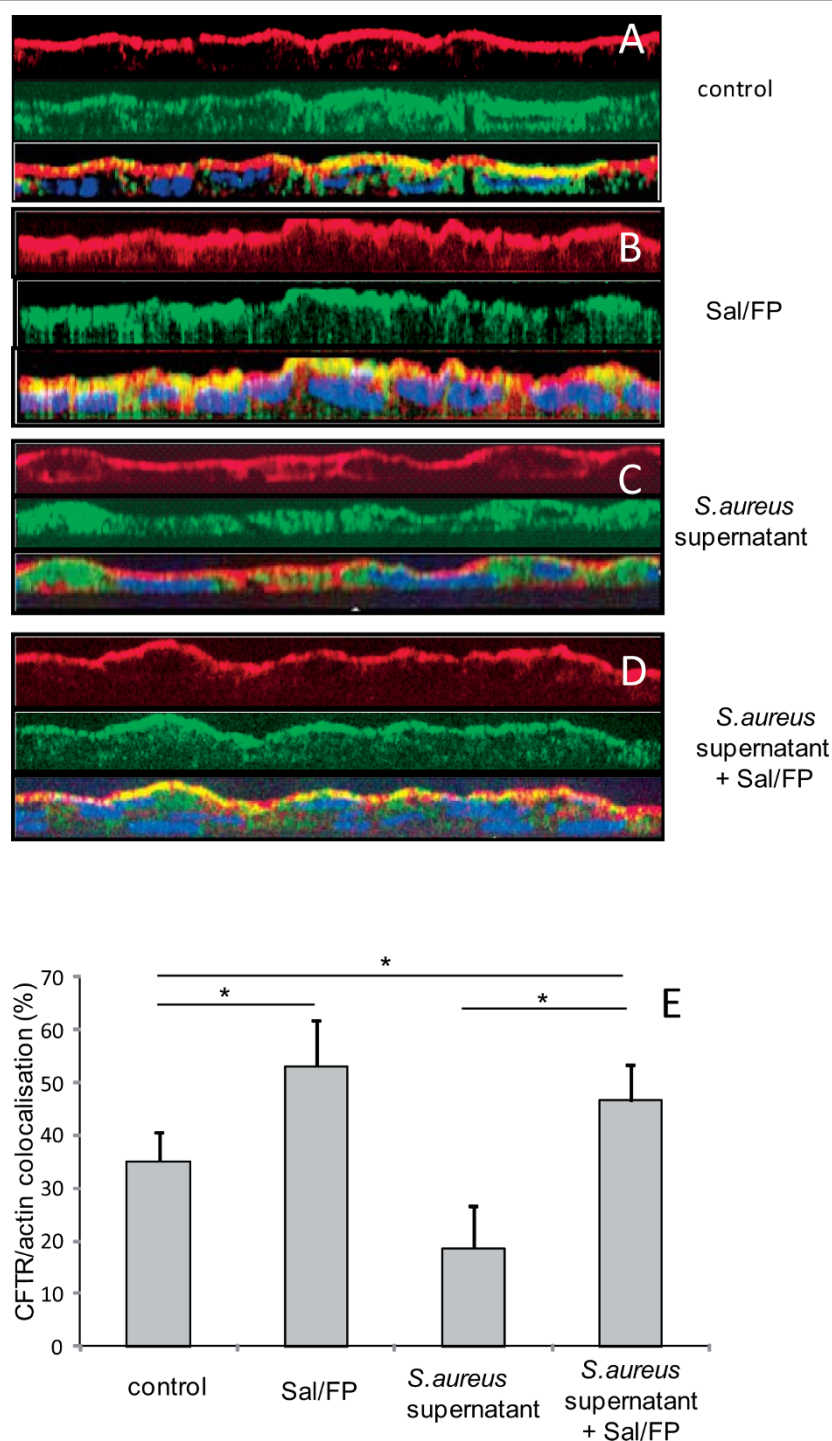 A
control
B
Sal/FP
C
S.aureus
supernatant
D
S.aureus
supernatant
+ Sal/FP
E
*
*
*
CFTR/actin colocalisation (%)
70
60
50
40
30
20
10
0
control
Sal/FP
S.aureus
supernatant
S.aureus
supernatant
+ Sal/FP